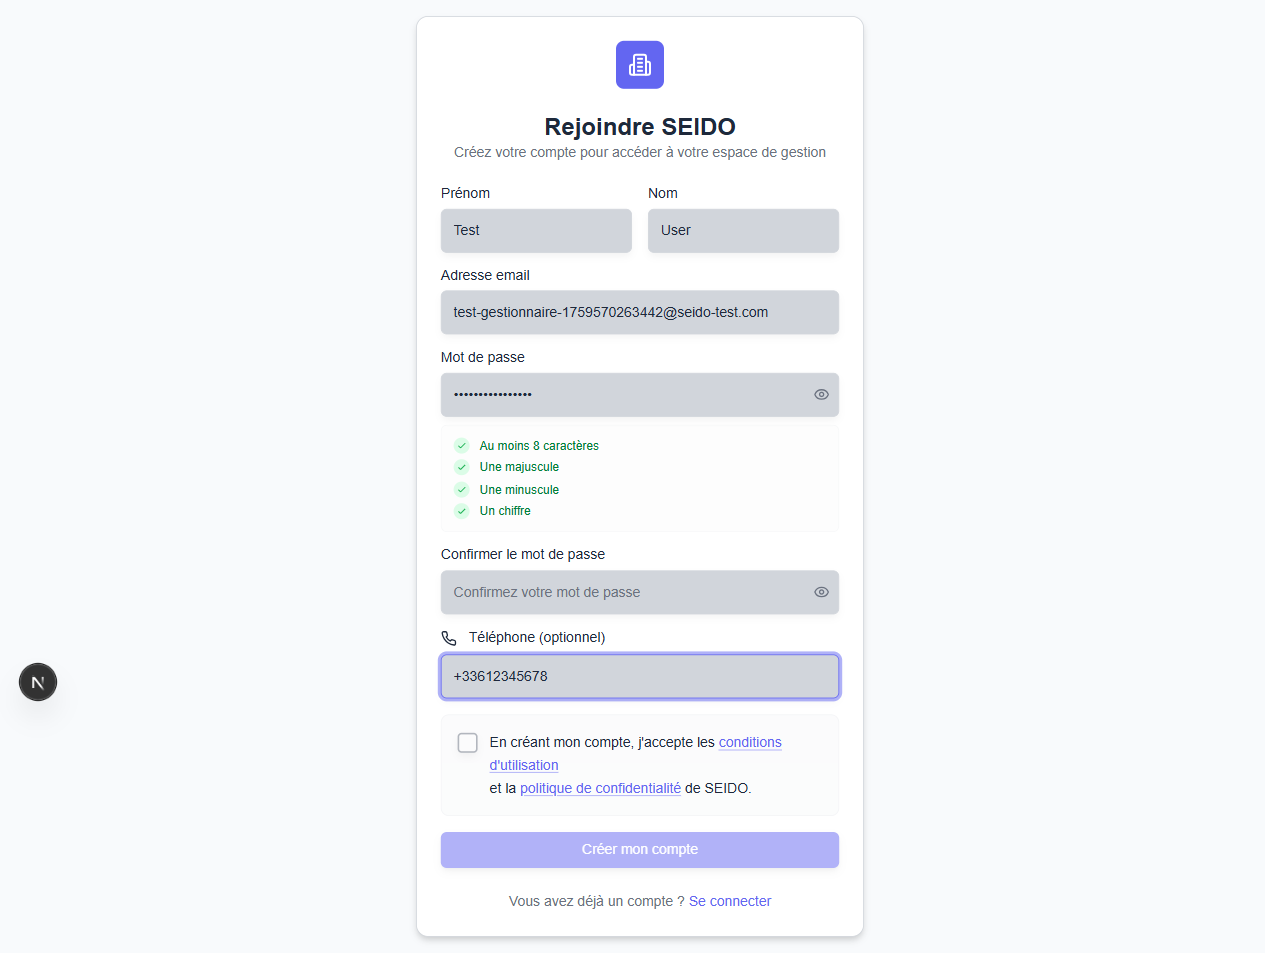 Rejoindre SEIDO
Créez votre compte pour accéder à votre espace de gestion
Prénom
Nom
Test
User
Adresse email
test-gestionnaire-1759570263442@seido-test.com
Mot de passe
••••••••••••••••
Au moins 8 caractères
Une majuscule
Une minuscule
Un chiffre
Confirmer le mot de passe
Confirmez votre mot de passe
Téléphone (optionnel)
+33612345678
En créant mon compte, j'accepte les conditions
d'utilisation
et la politique de confidentialité de SEIDO.
Créer mon compte
Vous avez déjà un compte ? Se connecter
N